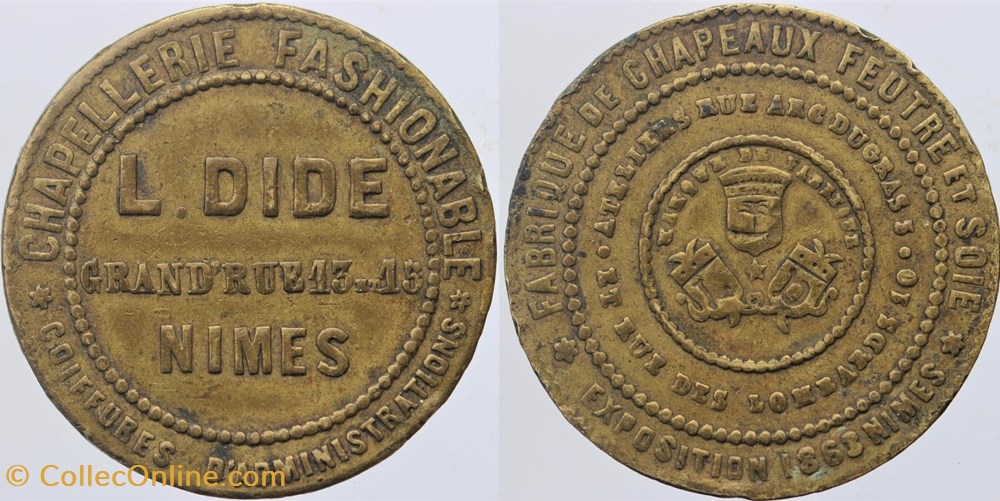 CHAPELLERIE FASHIONABLE
L. DIDE
GRAND'RUE 13.15
NIMES
* COIFFURES D'ADMINISTRATIONS *
FABRIQUE DE CHAPEAUX FEUTRE ET SOIE
* EXPOSITION 1863 NIMES *
ATELIERS RUE ARC DUGRAS
ET RUE DES LOMBARDS 10
© CollecOnline.com